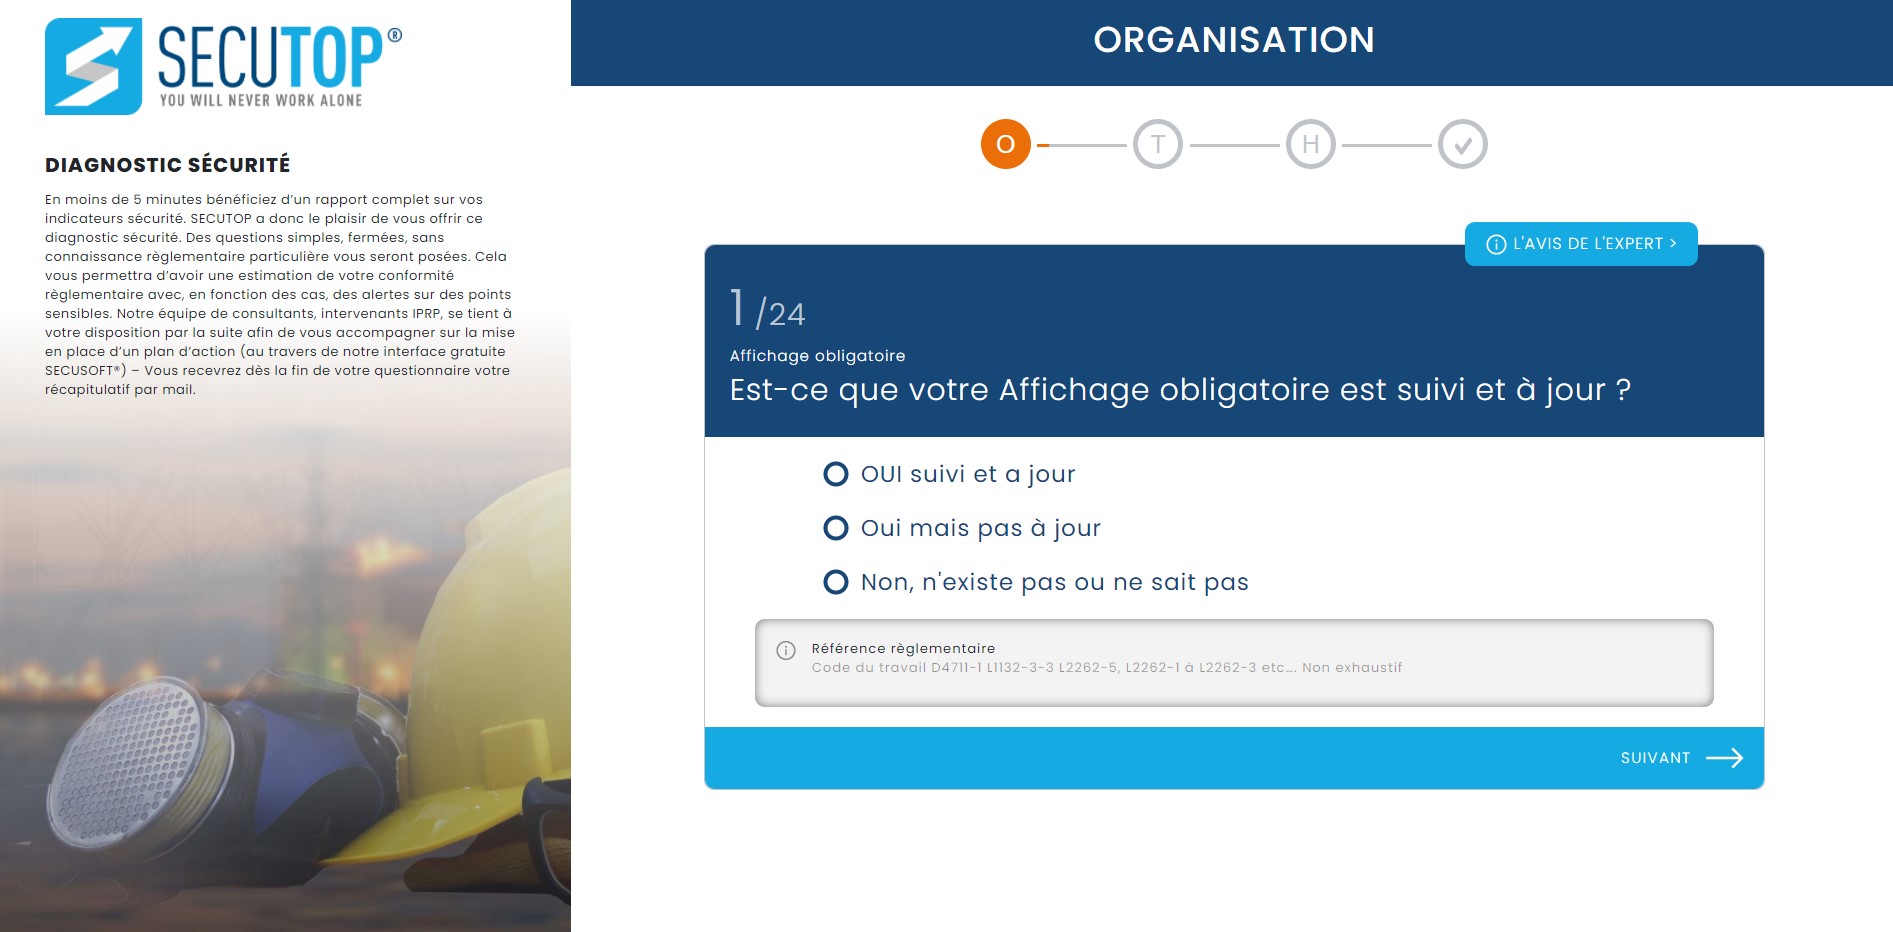 SECUTOP®
YOU WILL NEVER WORK ALONE
DIAGNOSTIC SÉCURITÉ
En moins de 5 minutes bénéficiez d’un rapport complet sur vos
indicateurs sécurité. SECUTOP a donc le plaisir de vous offrir ce
diagnostic sécurité. Des questions simples, fermées, sans
connaissance règlementaire particulière vous seront posées. Cela
vous permettra d’avoir une estimation de votre conformité
règlementaire avec, en fonction des cas, des alertes sur des points
sensibles. Notre équipe de consultants, intervenants IPRP, se tient à
votre disposition par la suite afin de vous accompagner sur la mise
en place d’un plan d’action (au travers de notre interface gratuite
SECUSOFT®) – Vous recevrez dès la fin de votre questionnaire votre
récapitulatif par mail.
ORGANISATION
O T H
L'AVIS DE L'EXPERT >
1 /24
Affichage obligatoire
Est-ce que votre Affichage obligatoire est suivi et à jour ?
OUI suivi et a jour
Oui mais pas à jour
Non, n'existe pas ou ne sait pas
Référence règlementaire
Code du travail D4711-1 L1132-3-3 L2262-5, L2262-1 à L2262-3 etc…. Non exhaustif
SUIVANT